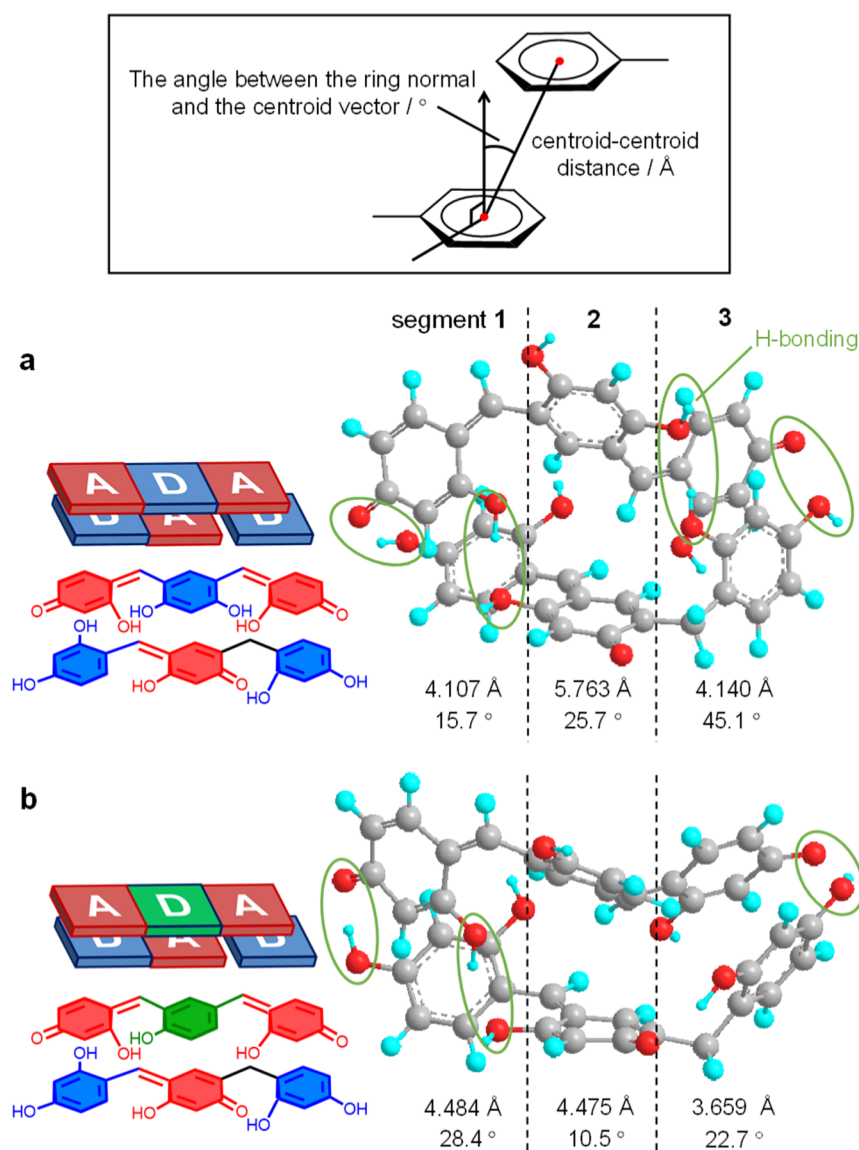 The angle between the ring normal
and the centroid vector / °
centroid-centroid
distance / Å
segment 1 2 3
H-bonding
a
A D A
D A D
O OH HO OH OH O
OH
HO HO O HO OH
4.107 Å 5.763 Å 4.140 Å
15.7 ° 25.7 ° 45.1 °
b
A D A
D A D
O OH HO OH O
OH
HO HO O HO OH
4.484 Å 4.475 Å 3.659 Å
28.4 ° 10.5 ° 22.7 °